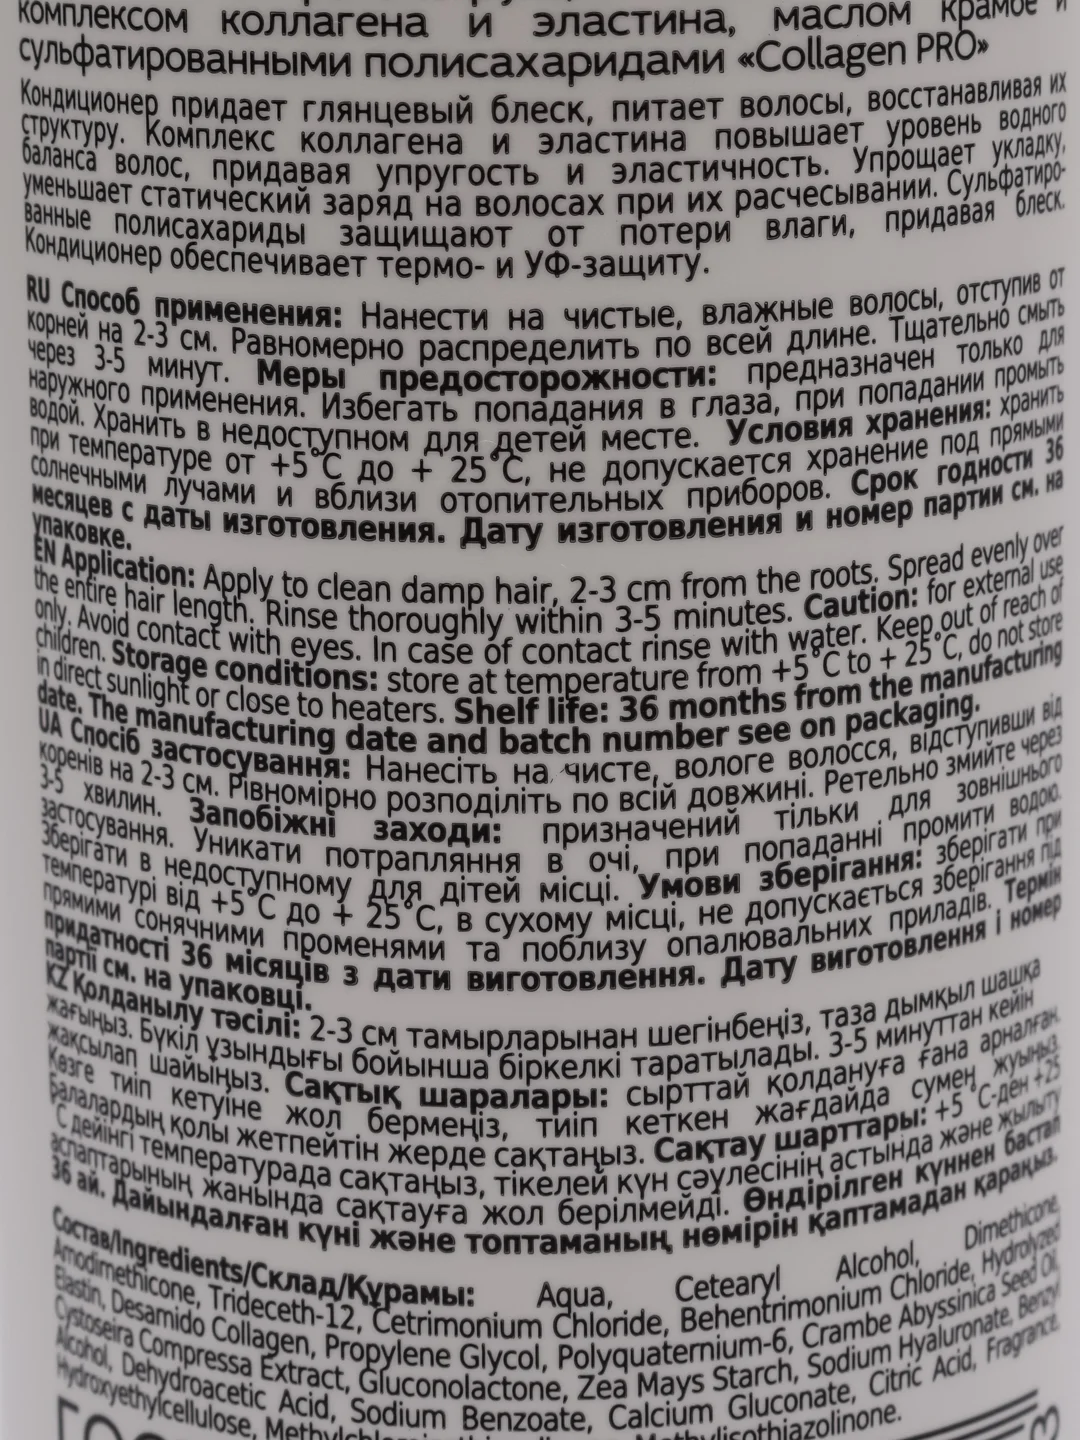 комплексом коллагена и эластина, маслом крамбе и
сульфатированными полисахаридами «Collagen PRO»
Кондиционер придает глянцевый блеск, питает волосы, восстанавливая их
структуру. Комплекс коллагена и эластина повышает уровень водного
баланса волос, придавая упругость и эластичность. Упрощает укладку,
уменьшает статический заряд на волосах при их расчесывании. Сульфатиро-
ванные полисахариды защищают от потери влаги, придавая блеск.
Кондиционер обеспечивает термо- и УФ-защиту.
RU Способ применения: Нанести на чистые, влажные волосы, отступив от
корней на 2-3 см. Равномерно распределить по всей длине. Тщательно смыть
через 3-5 минут. Меры предосторожности: предназначен только для
наружного применения. Избегать попадания в глаза, при попадании промыть
водой. Хранить в недоступном для детей месте. Условия хранения: хранить
при температуре от +5°С до + 25°С, не допускается хранение под прямыми
солнечными лучами и вблизи отопительных приборов. Срок годности 36
месяцев с даты изготовления. Дату изготовления и номер партии см. на
упаковке.
EN Application: Apply to clean damp hair, 2-3 cm from the roots. Spread evenly over
the entire hair length. Rinse thoroughly within 3-5 minutes. Caution: for external use
only. Avoid contact with eyes. In case of contact rinse with water. Keep out of reach of
children. Storage conditions: store at temperature from +5°C to + 25°C, do not store
in direct sunlight or close to heaters. Shelf life: 36 months from the manufacturing
date. The manufacturing date and batch number see on packaging.
UA Спосіб застосування: Нанесіть на чисте, вологе волосся, відступивши від
коренів на 2-3 см. Рівномірно розподіліть по всій довжині. Ретельно змийте через
3-5 хвилин. Запобіжні заходи: призначений тільки для зовнішнього
застосування. Уникати потрапляння в очі, при попаданні промити водою.
Зберігати в недоступному для дітей місці. Умови зберігання: зберігати при
температурі від +5°С до + 25°С, в сухому місці, не допускається зберігання під
прямими сонячними променями та поблизу опалювальних приладів. Термін
придатності 36 місяців з дати виготовлення. Дату виготовлення і номер
партії см. на упаковці.
KZ Қолданылу тәсілі: 2-3 см тамырларынан шегінбеңіз, таза дымқыл шашқа
жағыңыз. Бүкіл ұзындығы бойынша біркелкі таратылады. 3-5 минуттан кейін
жақсылап шайыңыз. Сақтық шаралары: сырттай қолдануға ғана арналған.
Көзге тиіп кетуіне жол бермеңіз, тиіп кеткен жағдайда сумен жуыңыз.
Балалардың қолы жетпейтін жерде сақтаңыз. Сақтау шарттары: +5 °С-ден +25
°С дейінгі температурада сақтаңыз, тікелей күн сәулесінің астында және жылыту
аспаптарының жанында сақтауға жол берілмейді. Өндірілген күннен бастап
36 ай. Дайындалған күні және топтаманың нөмірін қаптамадан қараңыз.
Состав/Ingredients/Склад/Құрамы: Aqua, Cetearyl Alcohol, Dimethicone,
Amodimethicone, Trideceth-12, Cetrimonium Chloride, Behentrimonium Chloride, Hydrolyzed
Elastin, Desamido Collagen, Propylene Glycol, Polyquaternium-6, Crambe Abyssinica Seed Oil,
Cystoseira Compressa Extract, Gluconolactone, Zea Mays Starch, Sodium Hyaluronate, Benzyl
Alcohol, Dehydroacetic Acid, Sodium Benzoate, Calcium Gluconate, Citric Acid, Fragrance,
Hydroxyethylcellulose, Methylchloroisothiazolinone, Methylisothiazolinone.